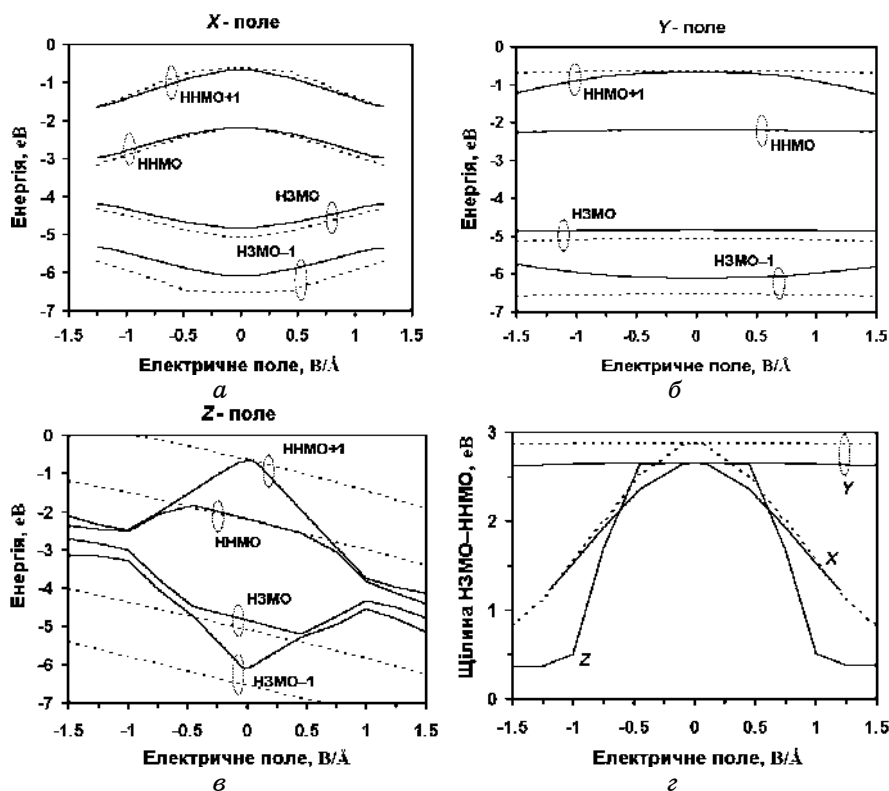 X- поле
0
-1
-2
-3
-4
-5
-6
-7
Енергія, еВ
ННМО+1
ННМО
НЗМО
НЗМО–1
-1.5 -1 -0.5 0 0.5 1 1.5
Електричне поле, В/Å
а
Y- поле
0
-1
-2
-3
-4
-5
-6
-7
Енергія, еВ
ННМО+1
ННМО
НЗМО
НЗМО–1
-1.5 -1 -0.5 0 0.5 1 1.5
Електричне поле, В/Å
б
Z- поле
0
-1
-2
-3
-4
-5
-6
-7
Енергія, еВ
ННМО+1
ННМО
НЗМО
НЗМО–1
-1.5 -1 -0.5 0 0.5 1 1.5
Електричне поле, В/Å
в
3
2
1
0
Щілина НЗМО–ННМО, еВ
Y
X
Z
-1.5 -1 -0.5 0 0.5 1 1.5
Електричне поле, В/Å
г